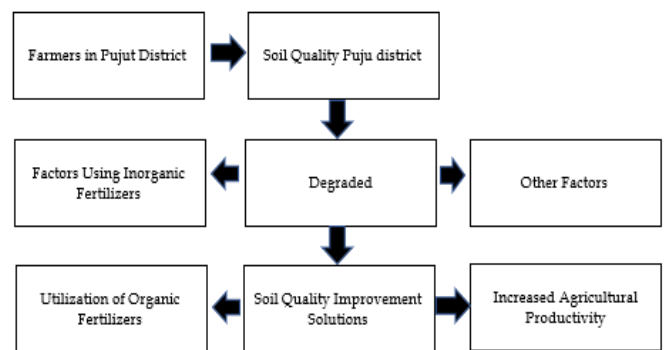 Farmers in Pujut District
Soil Quality Puju district
Factors Using Inorganic
Fertilizers
Degraded
Other Factors
Utilization of Organic
Fertilizers
Soil Quality Improvement
Solutions
Increased Agricultural
Productivity